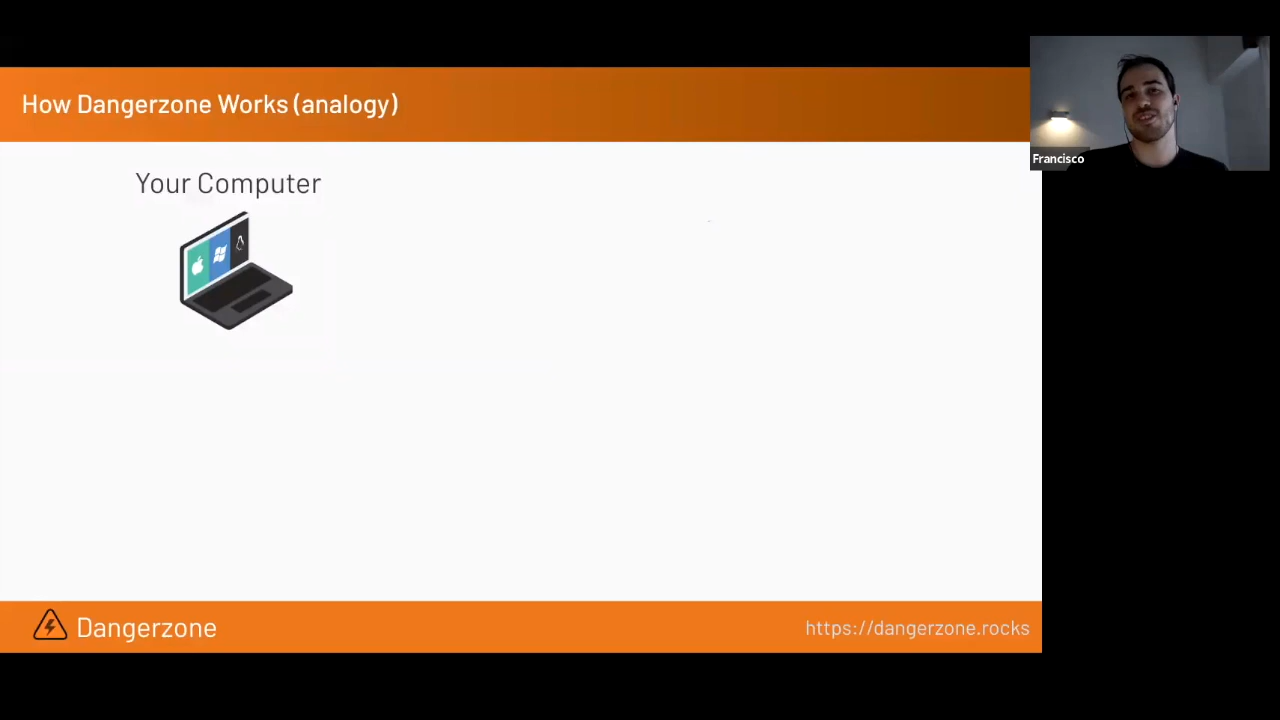 How Dangerzone Works (analogy)
Francisco
Your Computer
Dangerzone
https://dangerzone.rocks